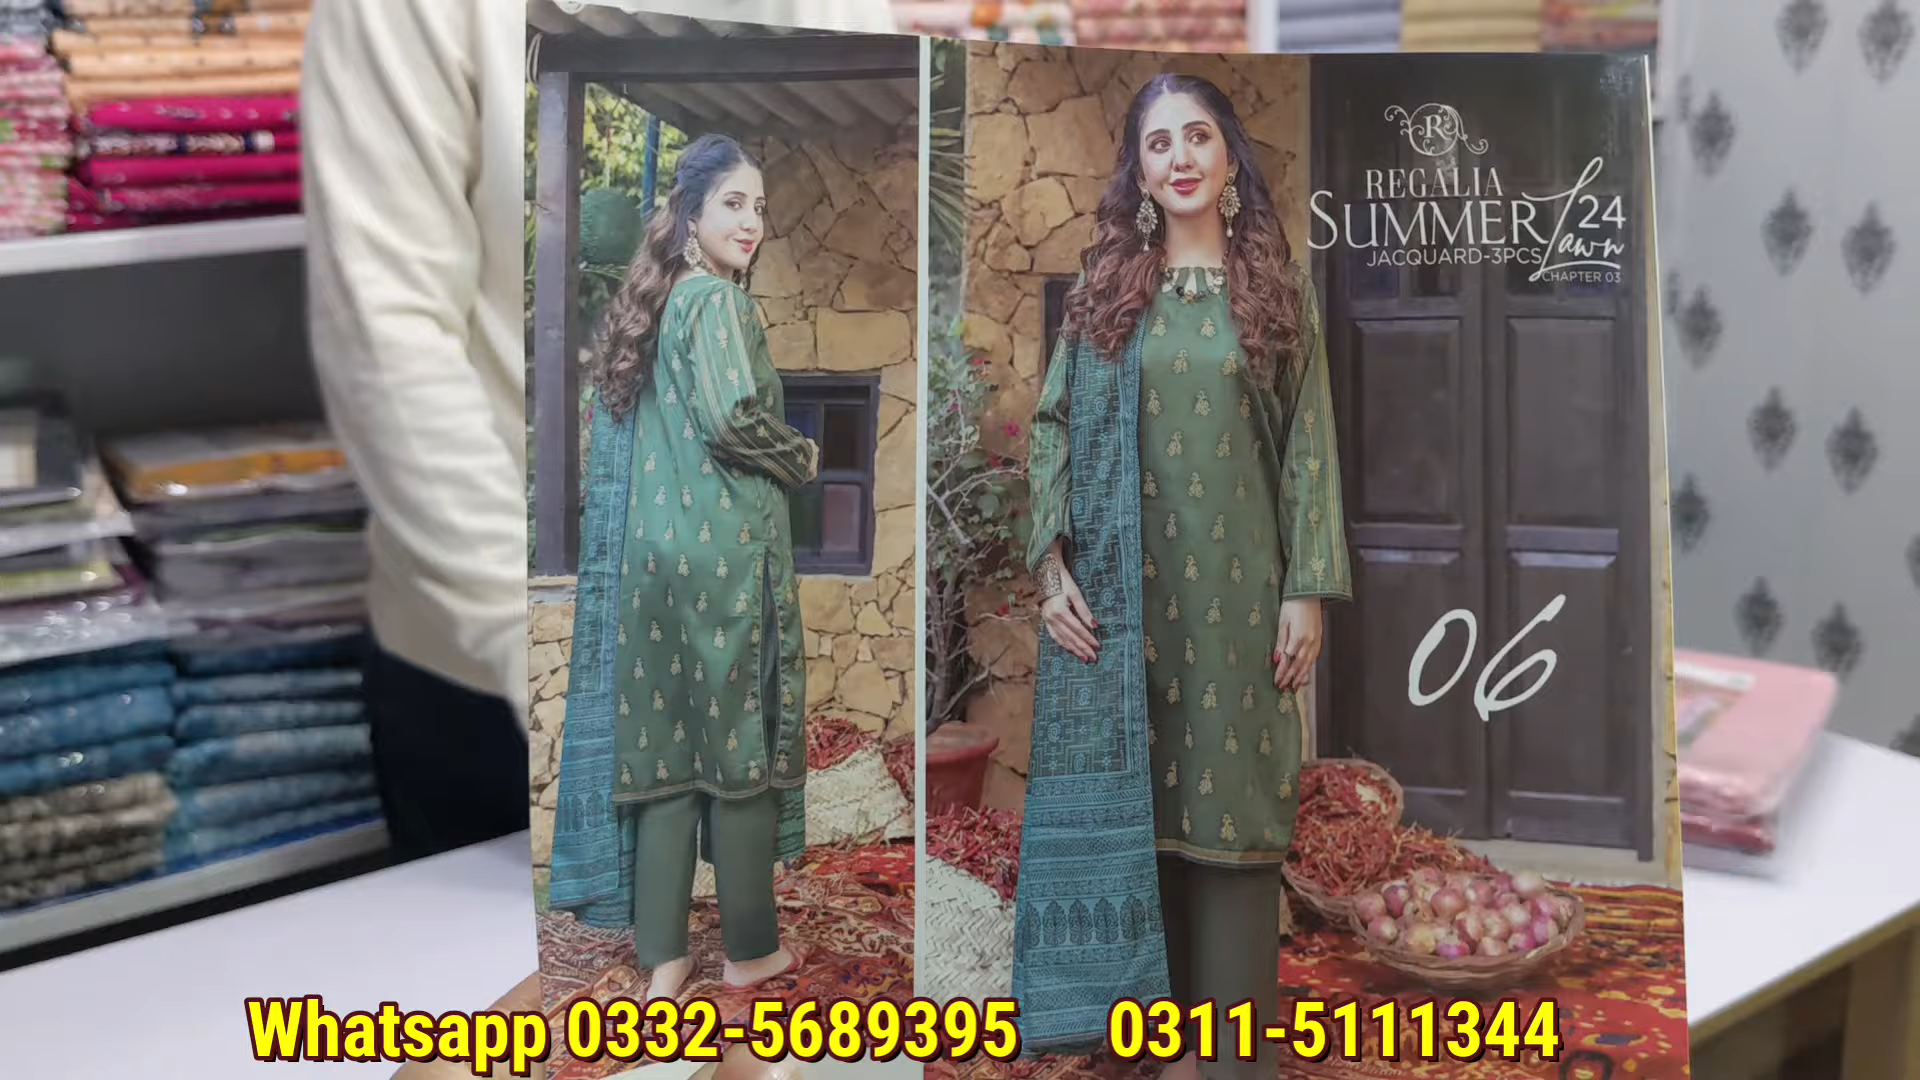 R
REGALIA
SUMMER 24
Lawn
JACQUARD-3PCS
CHAPTER 03
06
Whatsapp 0332-5689395 0311-5111344